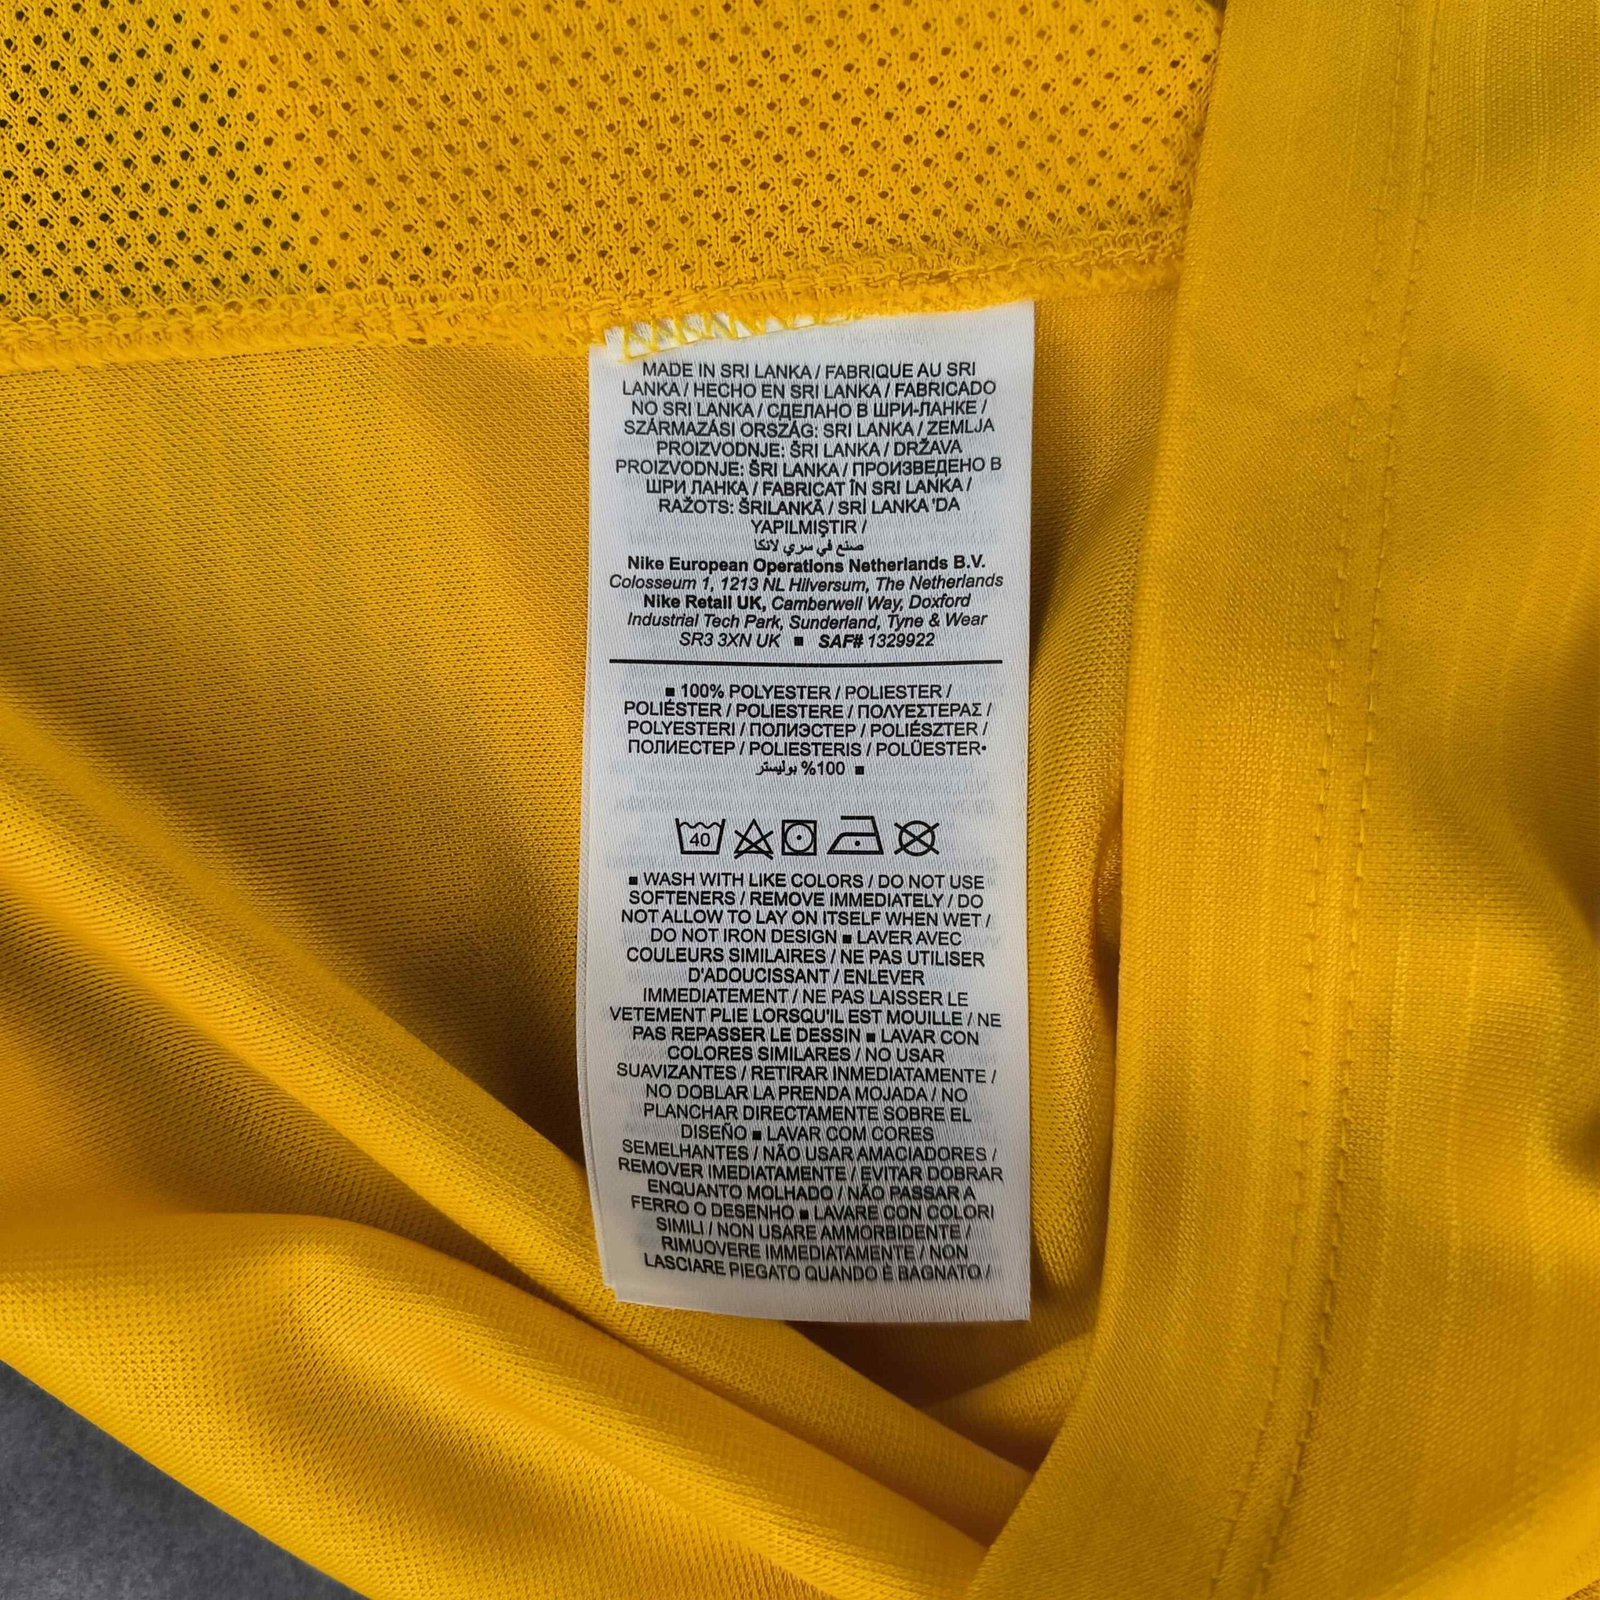 MADE IN SRI LANKA / FABRIQUE AU SRI
LANKA / HECHO EN SRI LANKA / FABRICADO
NO SRI LANKA / СДЕЛАНО В ШРИ-ЛАНКЕ /
SZÁRMAZÁSI ORSZÁG: SRI LANKA / ZEMLJA
PROIZVODNJE: ŠRI LANKA / DRŽAVA
PROIZVODNJE: ŠRI LANKA / ПРОИЗВЕДЕНО В
ШРИ ЛАНКА / FABRICAT ÎN SRI LANKA /
RAŽOTS: ŠRILANKĀ / SRİ LANKA 'DA
YAPILMIŞTIR /
صنع في سري لانكا
Nike European Operations Netherlands B.V.
Colosseum 1, 1213 NL Hilversum, The Netherlands
Nike Retail UK, Camberwell Way, Doxford
Industrial Tech Park, Sunderland, Tyne & Wear
SR3 3XN UK ■ SAF# 1329922
■ 100% POLYESTER / POLIESTER /
POLIÉSTER / POLIESTERE / ΠΟΛΥΕΣΤΕΡΑΣ /
POLYESTERI / ПОЛИЭСТЕР / POLIÉSZTER /
ПОЛИЕСТЕР / POLIESTERIS / POLÜESTER•
■ 100% بوليستر
40
■ WASH WITH LIKE COLORS / DO NOT USE
SOFTENERS / REMOVE IMMEDIATELY / DO
NOT ALLOW TO LAY ON ITSELF WHEN WET /
DO NOT IRON DESIGN ■ LAVER AVEC
COULEURS SIMILAIRES / NE PAS UTILISER
D'ADOUCISSANT / ENLEVER
IMMEDIATEMENT / NE PAS LAISSER LE
VETEMENT PLIE LORSQU'IL EST MOUILLE / NE
PAS REPASSER LE DESSIN ■ LAVAR CON
COLORES SIMILARES / NO USAR
SUAVIZANTES / RETIRAR INMEDIATAMENTE /
NO DOBLAR LA PRENDA MOJADA / NO
PLANCHAR DIRECTAMENTE SOBRE EL
DISEÑO ■ LAVAR COM CORES
SEMELHANTES / NÃO USAR AMACIADORES /
REMOVER IMEDIATAMENTE / EVITAR DOBRAR
ENQUANTO MOLHADO / NÃO PASSAR A
FERRO O DESENHO ■ LAVARE CON COLORI
SIMILI / NON USARE AMMORBIDENTE /
RIMUOVERE IMMEDIATAMENTE / NON
LASCIARE PIEGATO QUANDO È BAGNATO /